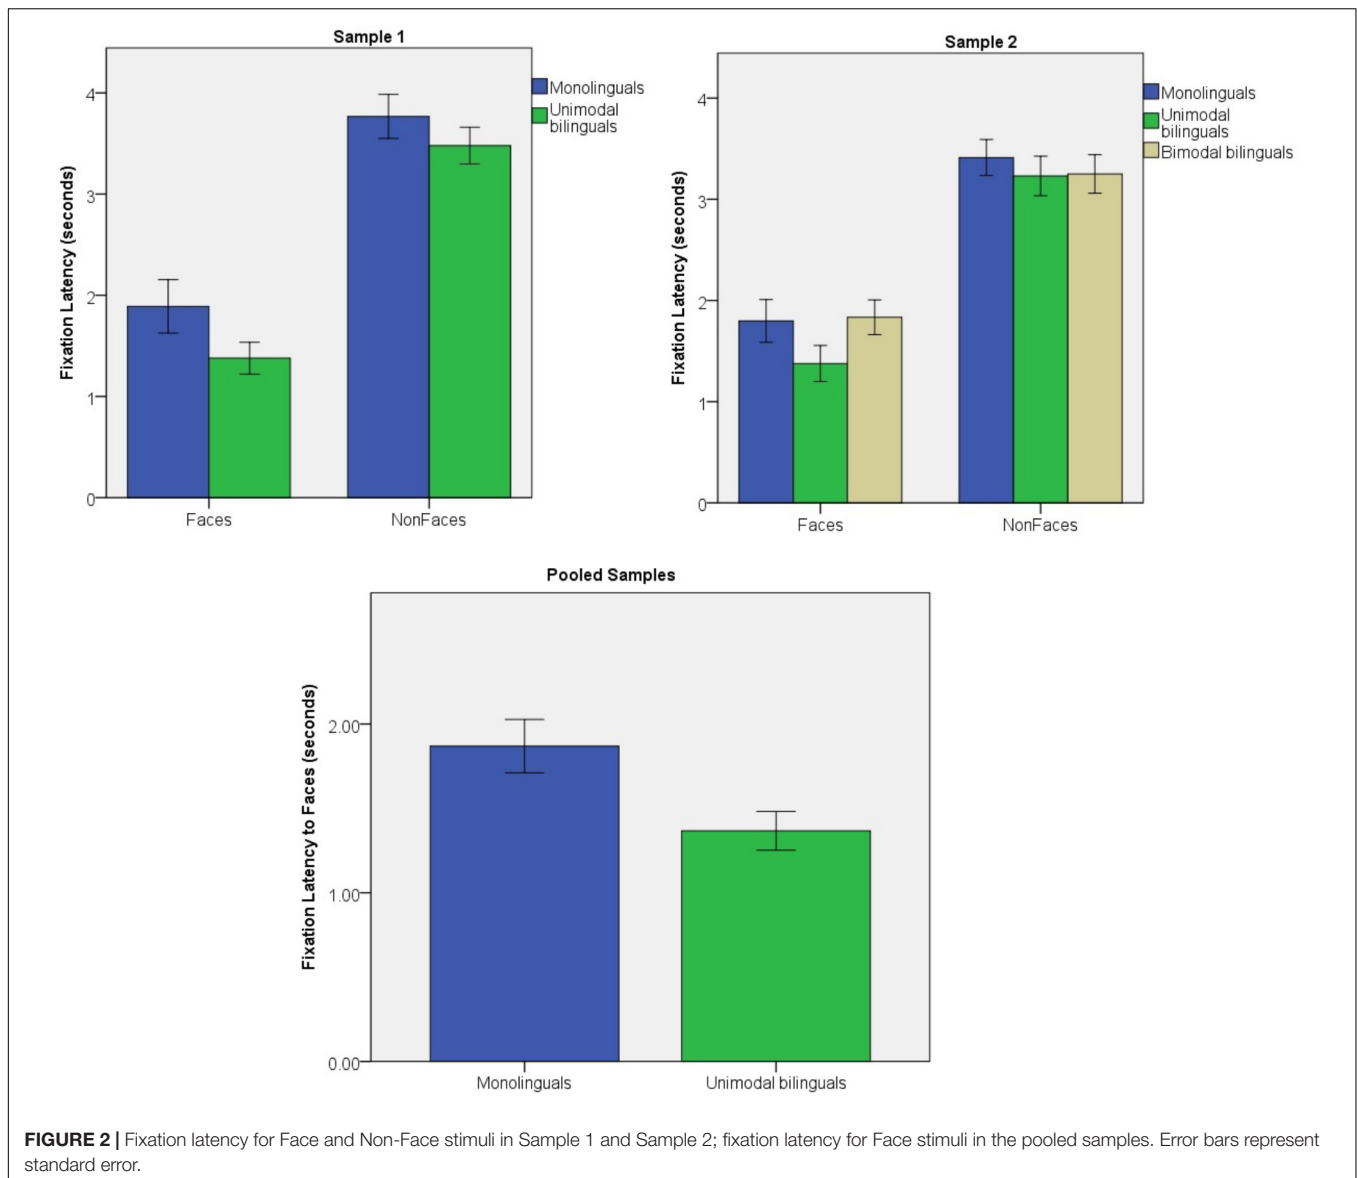 Sample 1
Fixation Latency (seconds)
4
3
2
1
0
Faces
NonFaces
Monolinguals
Unimodal
bilinguals
Sample 2
Fixation Latency (seconds)
4
3
2
1
0
Faces
NonFaces
Monolinguals
Unimodal
bilinguals
Bimodal bilinguals
Pooled Samples
Fixation Latency to Faces (seconds)
2.00
1.00
0.00
Monolinguals
Unimodal bilinguals
FIGURE 2 | Fixation latency for Face and Non-Face stimuli in Sample 1 and Sample 2; fixation latency for Face stimuli in the pooled samples. Error bars represent
standard error.